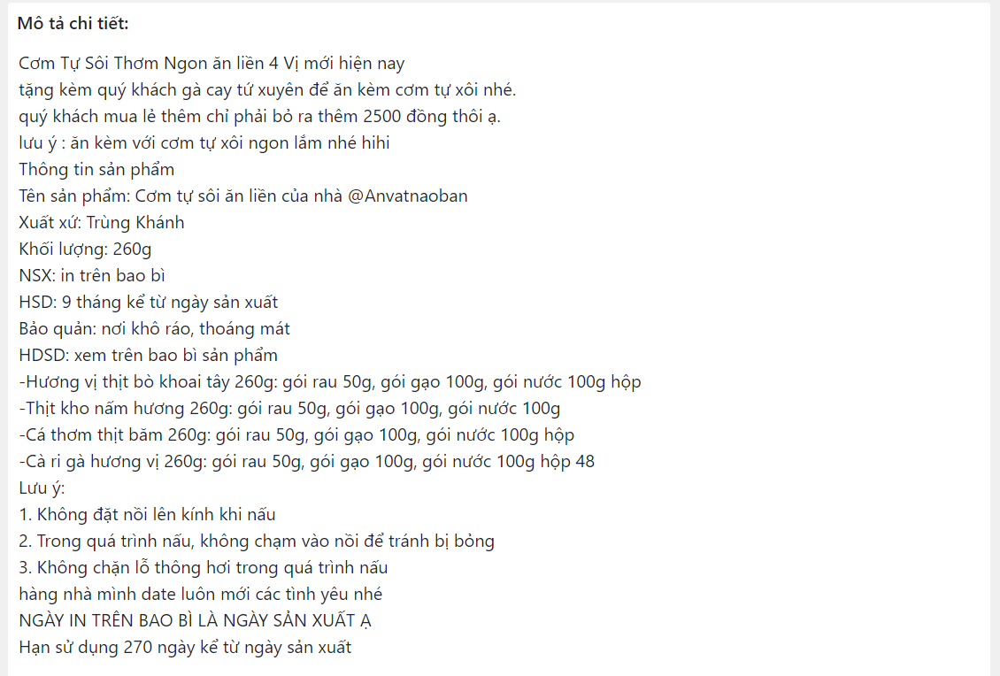 Mô tả chi tiết:
Cơm Tự Sôi Thơm Ngon ăn liền 4 Vị mới hiện nay
tặng kèm quý khách gà cay tứ xuyên để ăn kèm cơm tự xôi nhé.
quý khách mua lẻ thêm chỉ phải bỏ ra thêm 2500 đồng thôi ạ.
lưu ý : ăn kèm với cơm tự xôi ngon lắm nhé hihi
Thông tin sản phẩm
Tên sản phẩm: Cơm tự sôi ăn liền của nhà @Anvatnaoban
Xuất xứ: Trùng Khánh
Khối lượng: 260g
NSX: in trên bao bì
HSD: 9 tháng kể từ ngày sản xuất
Bảo quản: nơi khô ráo, thoáng mát
HDSD: xem trên bao bì sản phẩm
-Hương vị thịt bò khoai tây 260g: gói rau 50g, gói gạo 100g, gói nước 100g hộp
-Thịt kho nấm hương 260g: gói rau 50g, gói gạo 100g, gói nước 100g
-Cá thơm thịt băm 260g: gói rau 50g, gói gạo 100g, gói nước 100g hộp
-Cà ri gà hương vị 260g: gói rau 50g, gói gạo 100g, gói nước 100g hộp 48
Lưu ý:
1. Không đặt nồi lên kính khi nấu
2. Trong quá trình nấu, không chạm vào nồi để tránh bị bỏng
3. Không chặn lỗ thông hơi trong quá trình nấu
hàng nhà mình date luôn mới các tình yêu nhé
NGÀY IN TRÊN BAO BÌ LÀ NGÀY SẢN XUẤT Ạ
Hạn sử dụng 270 ngày kể từ ngày sản xuất